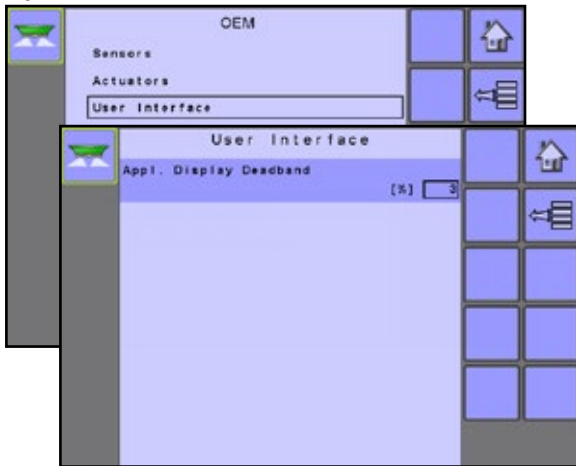 OEM
Sensors
Actuators
User Interface
User Interface
Appl. Display Deadband
[%] 3